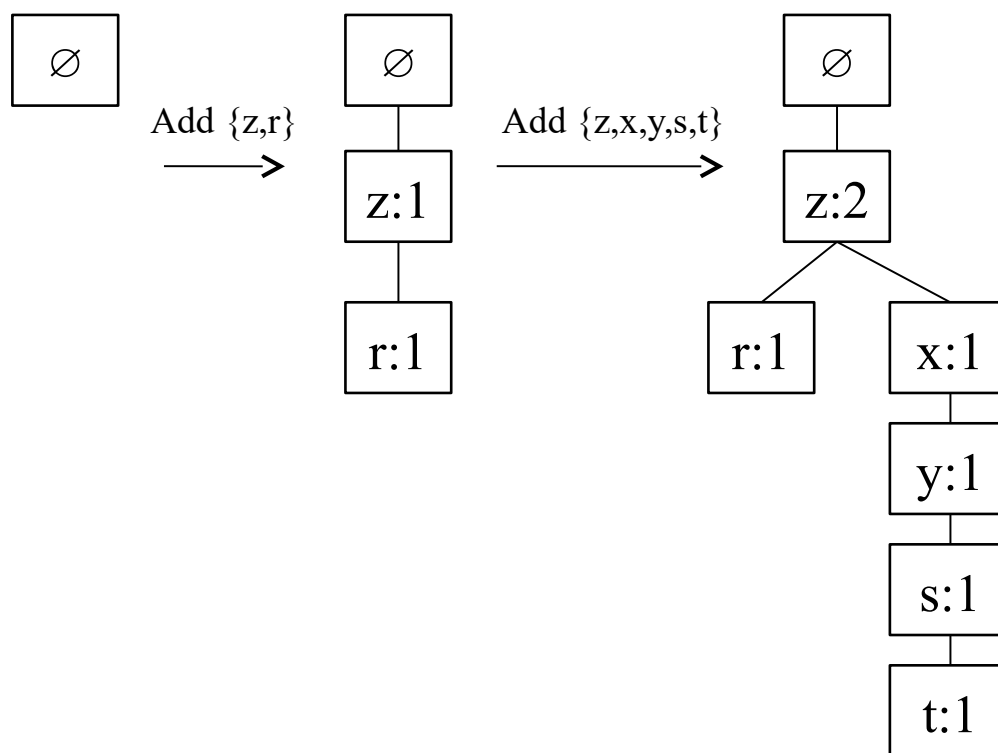 ∅ ∅ ∅
Add {z,r} Add {z,x,y,s,t}
z:1 z:2
r:1 r:1 x:1
y:1
s:1
t:1